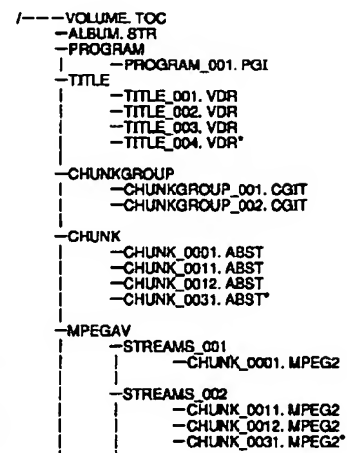 /---VOLUME. TOC
-ALBUM. STR
-PROGRAM
-PROGRAM_001. PGI
-TITLE
-TITLE_001. VDR
-TITLE_002. VDR
-TITLE_003. VDR
-TITLE_004. VDR*
-CHUNKGROUP
-CHUNKGROUP_001. CGIT
-CHUNKGROUP_002. CGIT
-CHUNK
-CHUNK_0001. ABST
-CHUNK_0011. ABST
-CHUNK_0012. ABST
-CHUNK_0031. ABST*
-MPEGAV
-STREAMS_001
-CHUNK_0001. MPEG2
-STREAMS_002
-CHUNK_0011. MPEG2
-CHUNK_0012. MPEG2
-CHUNK_0031. MPEG2*